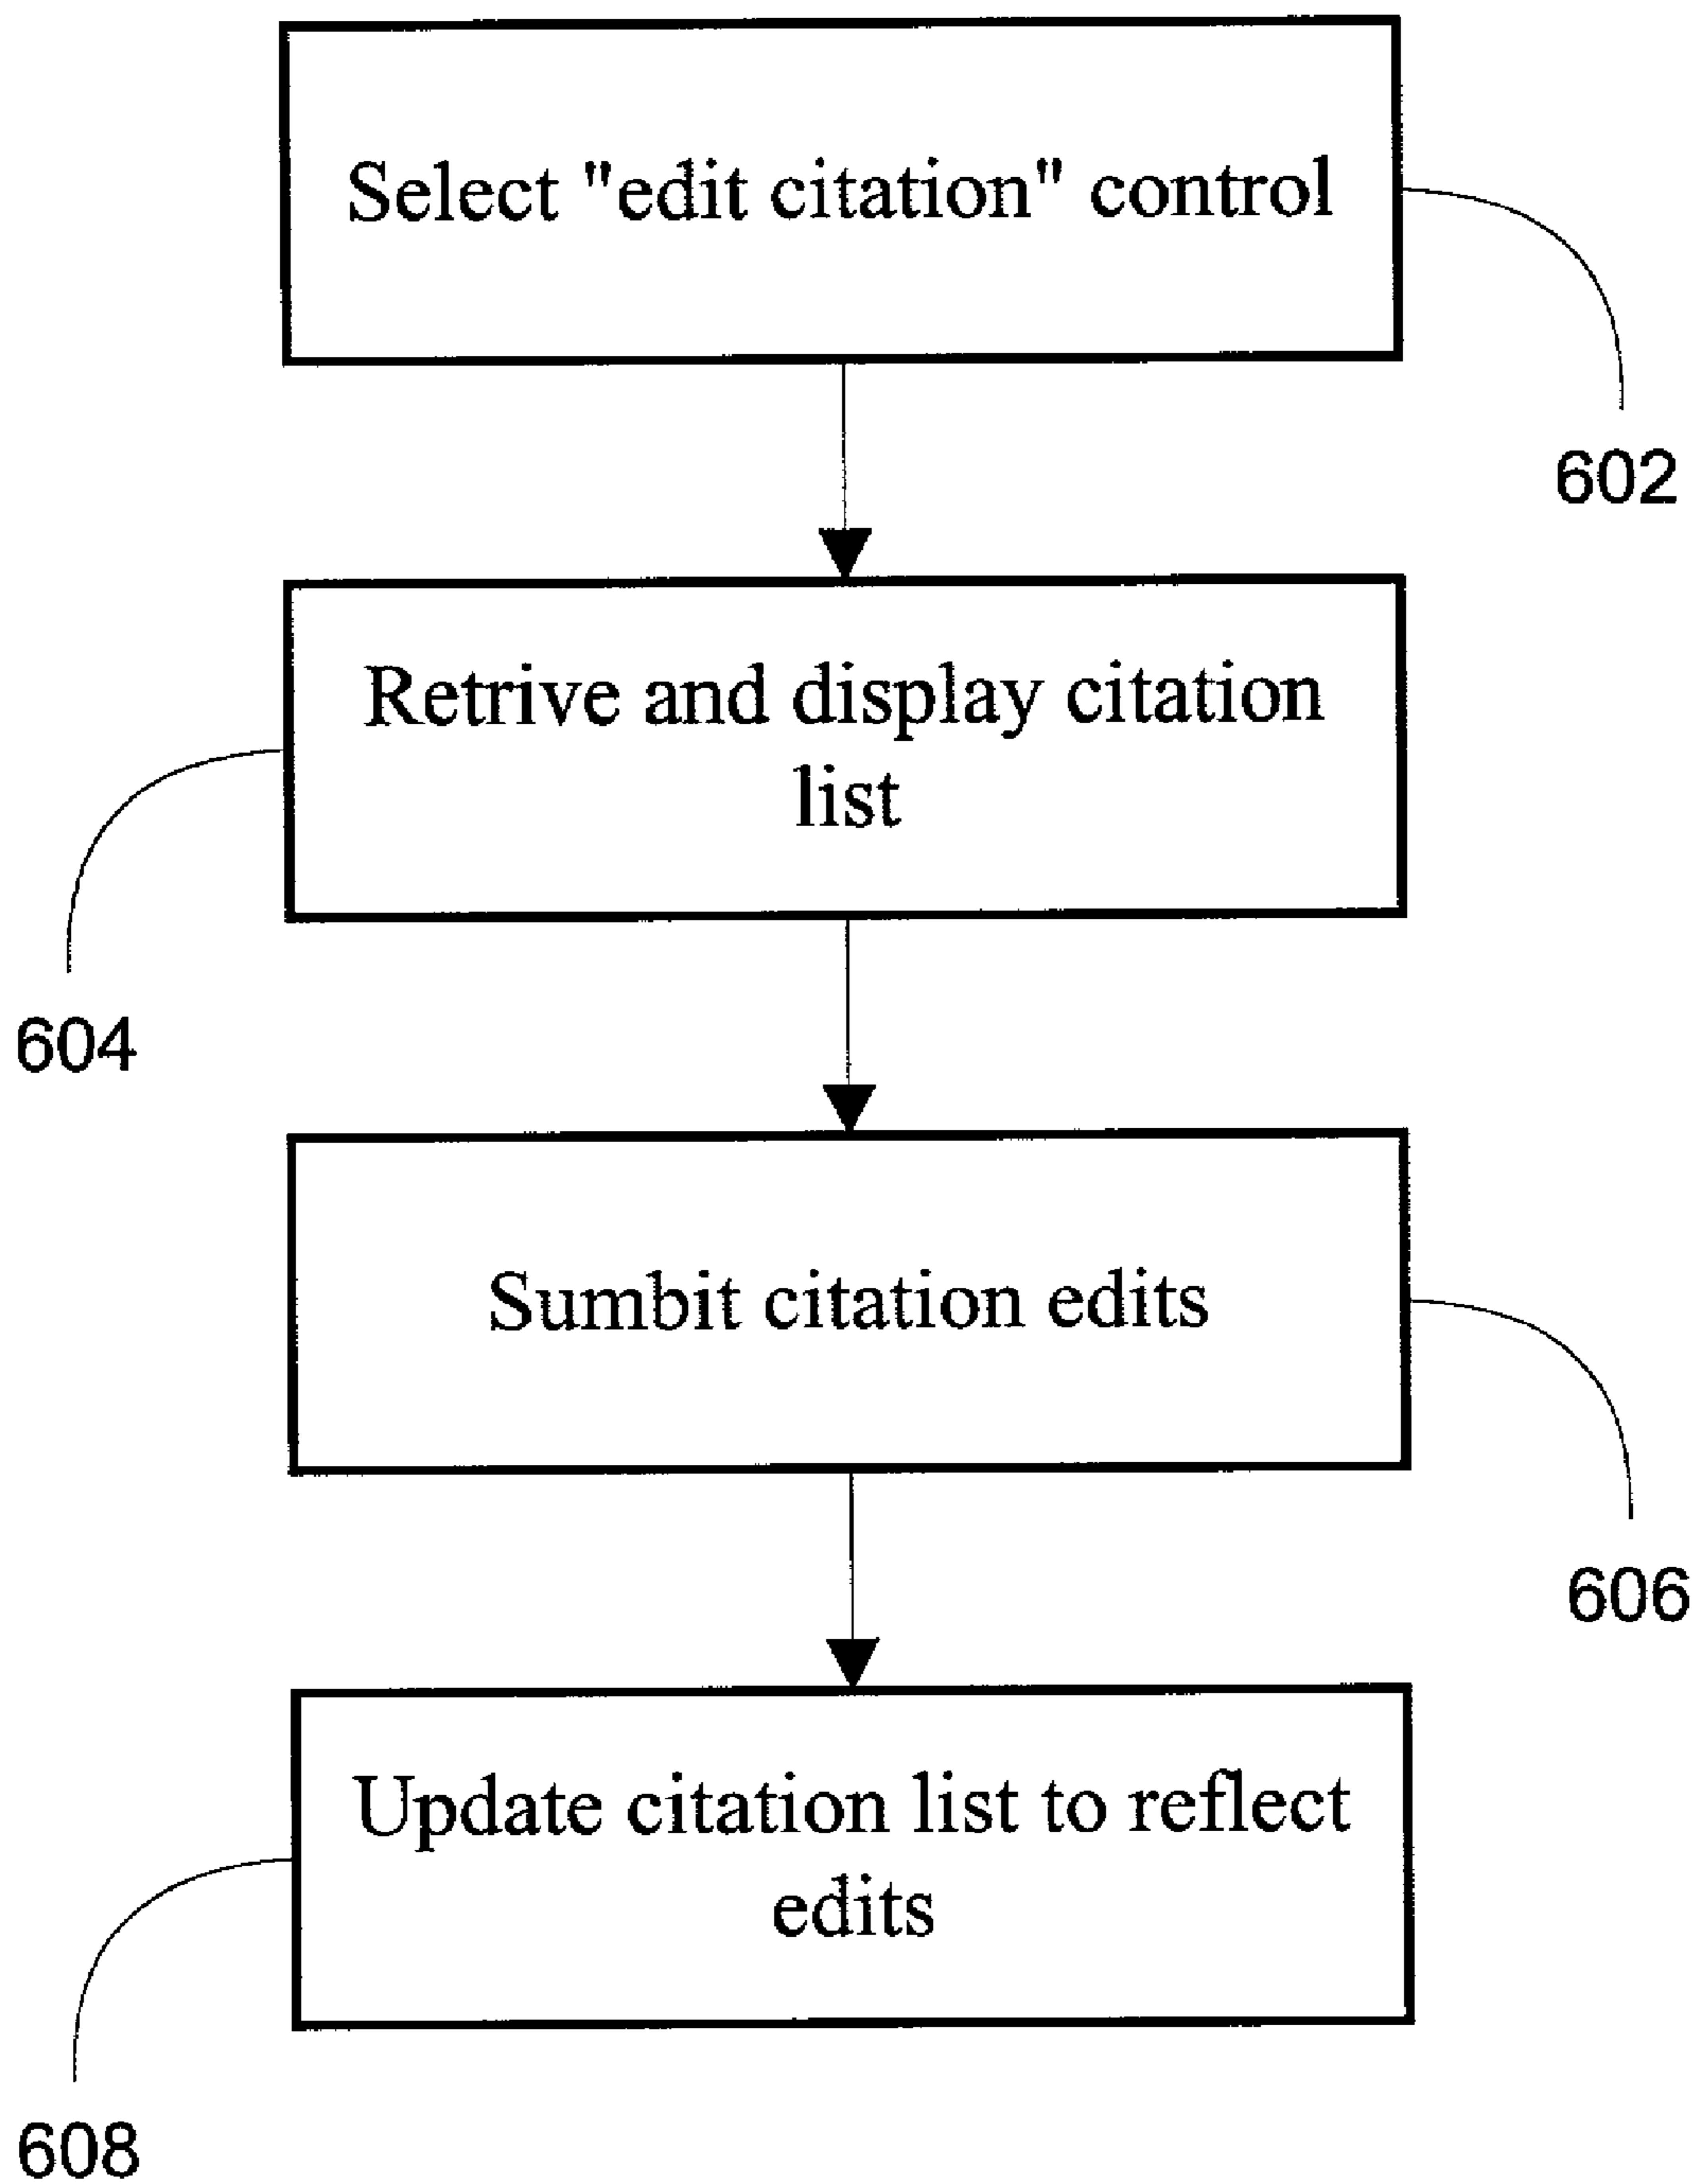 Select "edit citation" control
602
Retrive and display citation
list
604
Sumbit citation edits
606
Update citation list to reflect
edits
608